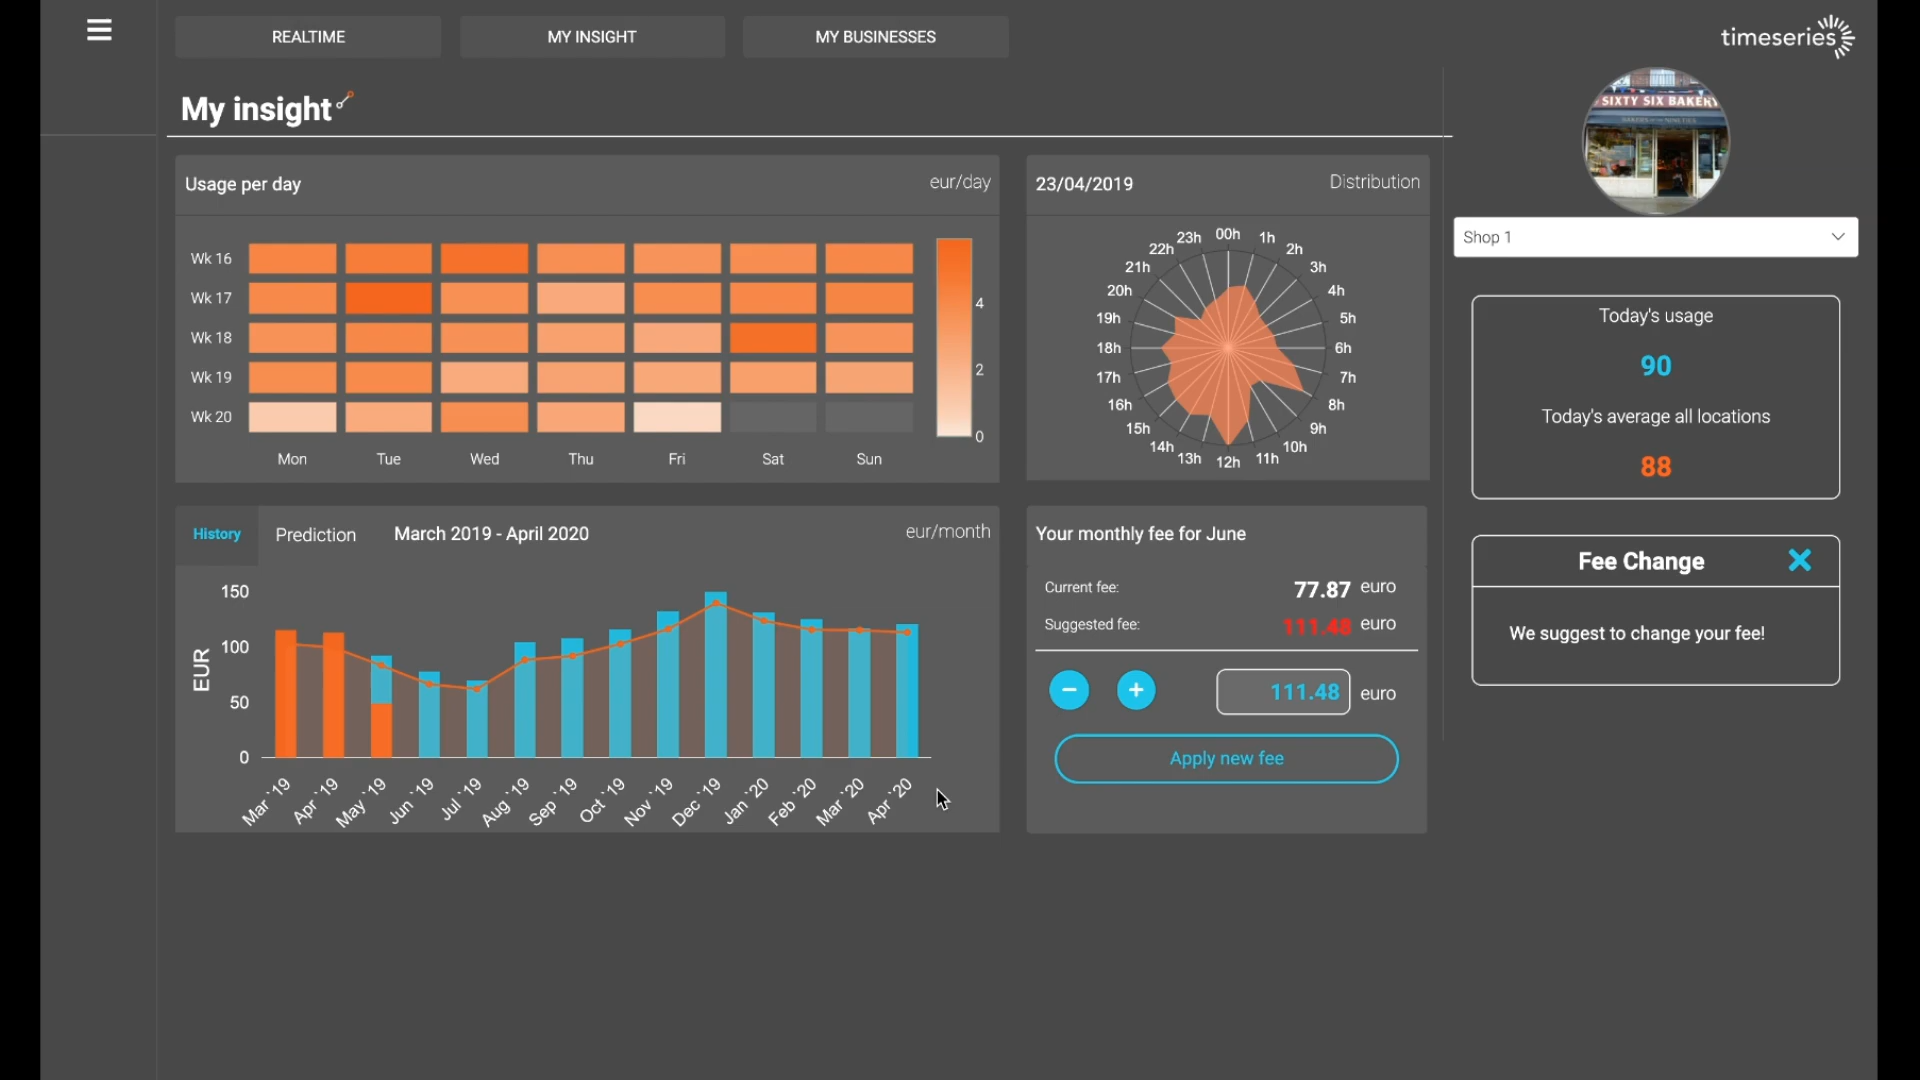 REALTIME
MY INSIGHT
MY BUSINESSES
timeseries
My insight
SIXTY SIX BAKERY
Usage per day
eur/day
Wk 16
Wk 17
Wk 18
Wk 19
Wk 20
Mon Tue Wed Thu Fri Sat Sun
4
2
0
23/04/2019
Distribution
00h
1h
2h
3h
4h
5h
6h
7h
8h
9h
10h
11h
12h
13h
14h
15h
16h
17h
18h
19h
20h
21h
22h
23h
Shop 1
Today's usage
90
Today's average all locations
88
History
Prediction
March 2019 - April 2020
eur/month
EUR
150
100
50
0
Mar `19
Apr `19
May `19
Jun `19
Jul `19
Aug `19
Sep `19
Oct `19
Nov `19
Dec `19
Jan `20
Feb `20
Mar `20
Apr `20
Your monthly fee for June
Current fee: 77.87 euro
Suggested fee: 111.48 euro
111.48 euro
Apply new fee
Fee Change
We suggest to change your fee!